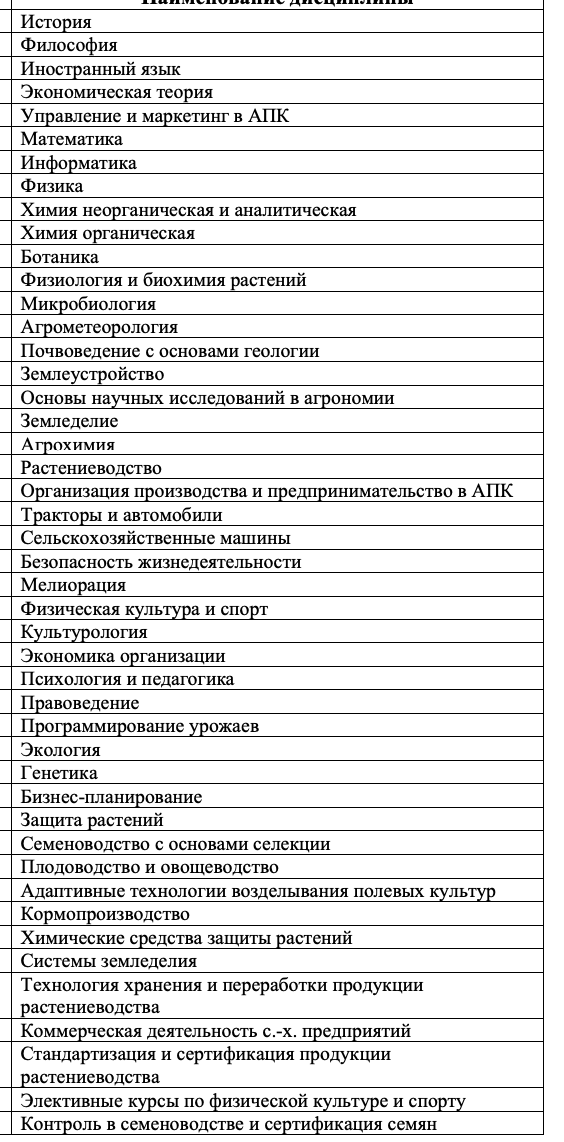 Наименование дисциплины
История
Философия
Иностранный язык
Экономическая теория
Управление и маркетинг в АПК
Математика
Информатика
Физика
Химия неорганическая и аналитическая
Химия органическая
Ботаника
Физиология и биохимия растений
Микробиология
Агрометеорология
Почвоведение с основами геологии
Землеустройство
Основы научных исследований в агрономии
Земледелие
Агрохимия
Растениеводство
Организация производства и предпринимательство в АПК
Тракторы и автомобили
Сельскохозяйственные машины
Безопасность жизнедеятельности
Мелиорация
Физическая культура и спорт
Культурология
Экономика организации
Психология и педагогика
Правоведение
Программирование урожаев
Экология
Генетика
Бизнес-планирование
Защита растений
Семеноводство с основами селекции
Плодоводство и овощеводство
Адаптивные технологии возделывания полевых культур
Кормопроизводство
Химические средства защиты растений
Системы земледелия
Технология хранения и переработки продукции
растениеводства
Коммерческая деятельность с.-х. предприятий
Стандартизация и сертификация продукции
растениеводства
Элективные курсы по физической культуре и спорту
Контроль в семеноводстве и сертификация семян